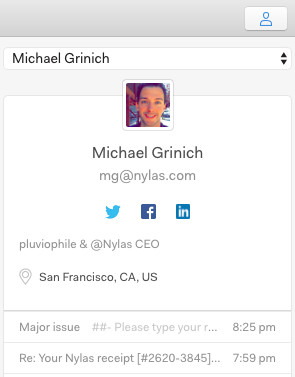 Michael Grinich
Michael Grinich
mg@nylas.com
pluviophile & @Nylas CEO
San Francisco, CA, US
Major issue ##- Please type your r... 8:25 pm
Re: Your Nylas receipt [#2620-3845]... 7:59 pm